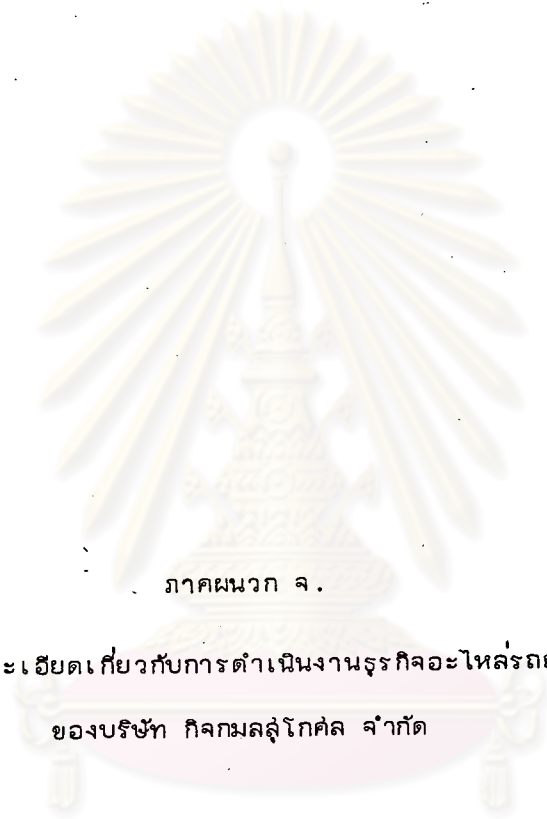 ภาคผนวก จ.
ะเอียดเกี่ยวกับการดำเนินงานธุรกิจอะไหล่รถ
ของบริษัท กิจกมลสุโกศล จำกัด